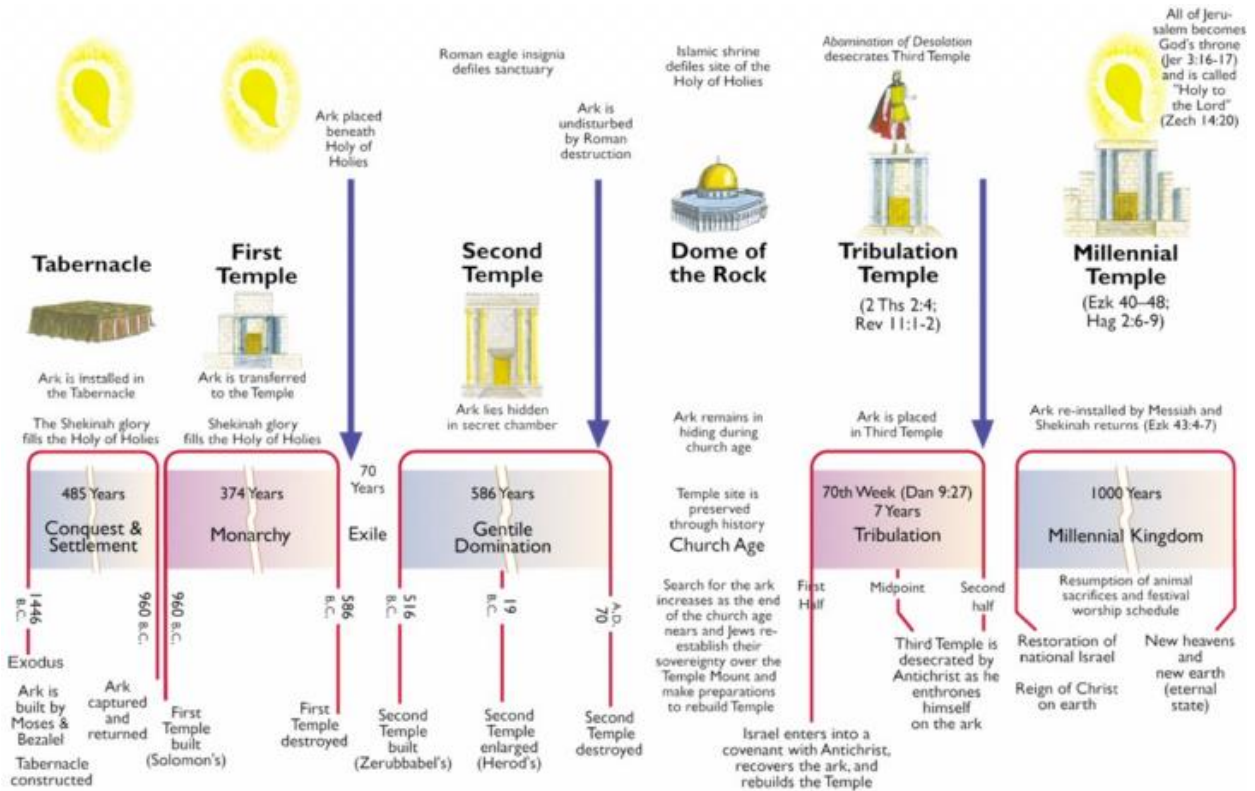 Roman eagle insignia
defiles sanctuary
Islamic shrine
defiles site of the
Holy of Holies
Abomination of Desolation
desecrates Third Temple
All of Jeru-
salem becomes
God's throne
(Jer 3:16-17)
and is called
"Holy to
the Lord"
(Zech 14:20)
Ark placed
beneath
Holy of
Holies
Ark is
undisturbed
by Roman
destruction
Tabernacle
First
Temple
Second
Temple
Dome of
the Rock
Tribulation
Temple
(2 Ths 2:4;
Rev 11:1-2)
Millennial
Temple
(Ezk 40–48;
Hag 2:6-9)
Ark is installed in
the Tabernacle
The Shekinah glory
fills the Holy of Holies
Ark is transferred
to the Temple
Shekinah glory
fills the Holy of Holies
Ark lies hidden
in secret chamber
Ark remains in
hiding during
church age
Ark is placed
in Third Temple
Ark re-installed by Messiah and
Shekinah returns (Ezk 43:4-7)
485 Years
Conquest &
Settlement
374 Years
Monarchy
70
Years
Exile
586 Years
Gentile
Domination
Temple site is
preserved
through history
Church Age
70th Week (Dan 9:27)
7 Years
Tribulation
1000 Years
Millennial Kingdom
1446
B.C.
960 B.C.
960 B.C.
586
B.C.
516
B.C.
19
B.C.
A.D.
70
First
Half
Midpoint
Second
half
Resumption of animal
sacrifices and festival
worship schedule
Exodus
Ark is
built by
Moses &
Bezalel
Tabernacle
constructed
Ark
captured
and
returned
First
Temple
built
(Solomon's)
First
Temple
destroyed
Second
Temple
built
(Zerubbabel's)
Second
Temple
enlarged
(Herod's)
Second
Temple
destroyed
Search for the ark
increases as the end
of the church age
nears and Jews re-
establish their
sovereignty over the
Temple Mount and
make preparations
to rebuild Temple
Israel enters into a
covenant with Antichrist,
recovers the ark, and
rebuilds the Temple
Third Temple is
desecrated by
Antichrist as he
enthrones
himself
on the ark
Restoration of
national Israel
Reign of Christ
on earth
New heavens
and
new earth
(eternal
state)